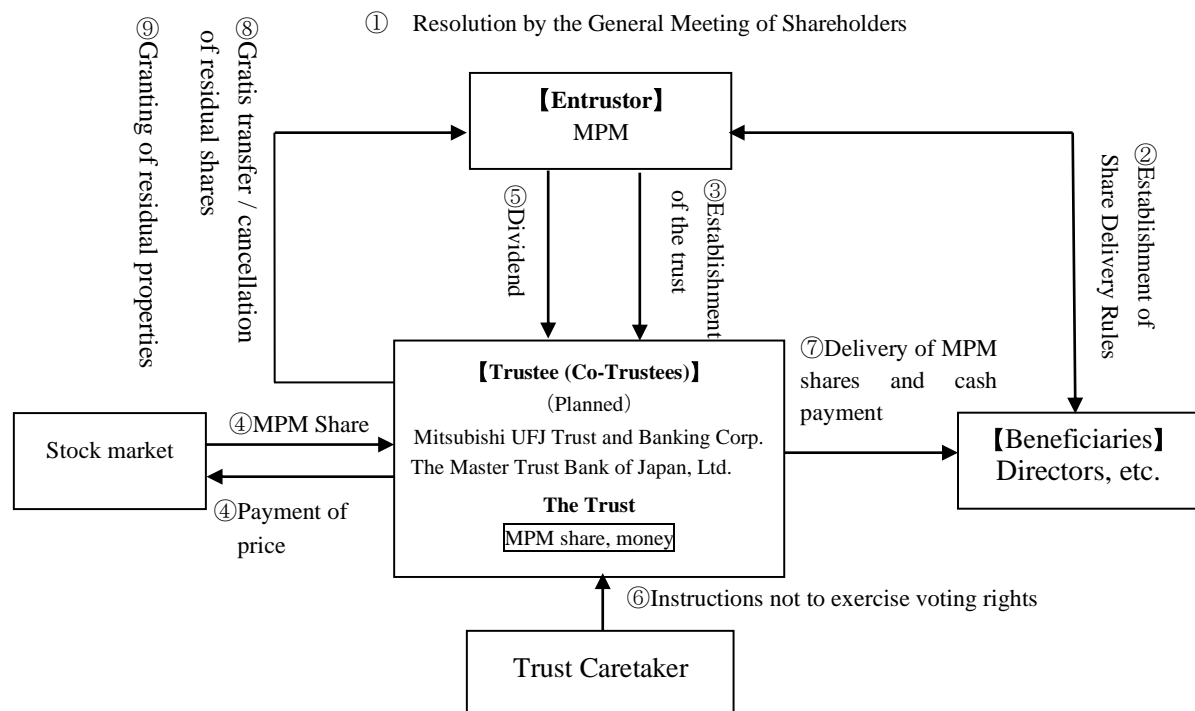 ① Resolution by the General Meeting of Shareholders
⑨Granting of residual properties
⑧Gratis transfer / cancellation
of residual shares
【Entrustor】
MPM
②Establishment of
Share Delivery Rules
⑤Dividend
③Establishment
of the trust
【Trustee (Co-Trustees)】
(Planned)
Mitsubishi UFJ Trust and Banking Corp.
The Master Trust Bank of Japan, Ltd.
The Trust
MPM share, money
⑦Delivery of MPM
shares and cash
payment
Stock market
④MPM Share
④Payment of
price
【Beneficiaries】
Directors, etc.
⑥Instructions not to exercise voting rights
Trust Caretaker